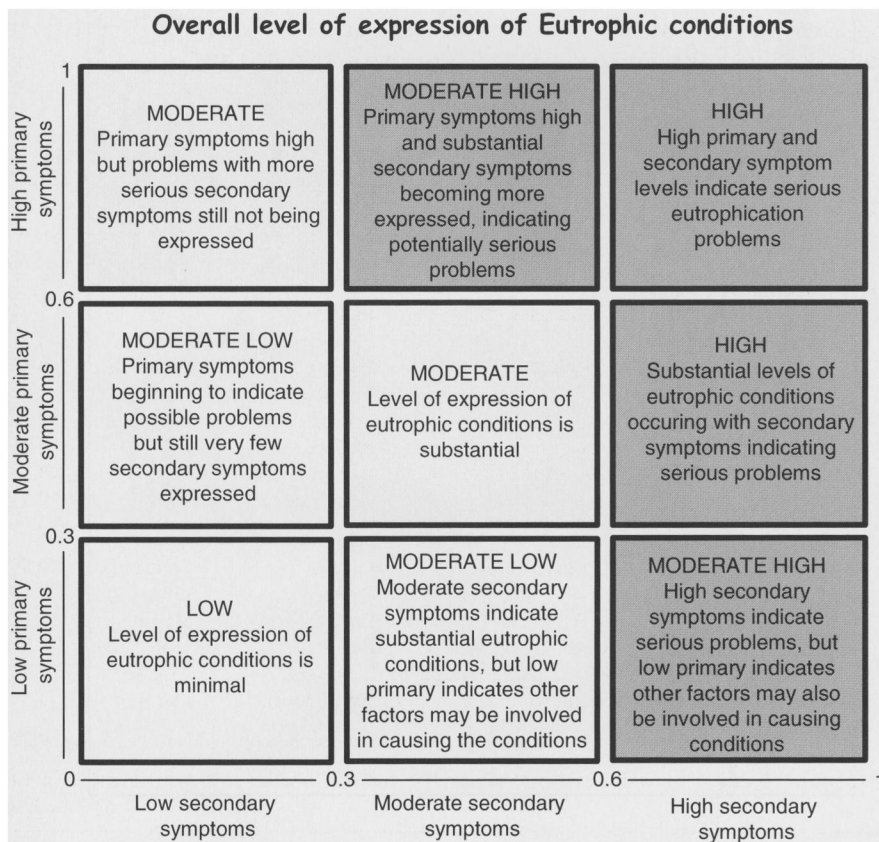 Overall level of expression of Eutrophic conditions
1
High primary
symptoms
MODERATE
Primary symptoms high
but problems with more
serious secondary
symptoms still not being
expressed
MODERATE HIGH
Primary symptoms high
and substantial
secondary symptoms
becoming more
expressed, indicating
potentially serious
problems
HIGH
High primary and
secondary symptom
levels indicate serious
eutrophication
problems
0.6
Moderate primary
symptoms
MODERATE LOW
Primary symptoms
beginning to indicate
possible problems
but still very few
secondary symptoms
expressed
MODERATE
Level of expression of
eutrophic conditions is
substantial
HIGH
Substantial levels of
eutrophic conditions
occuring with secondary
symptoms indicating
serious problems
0.3
Low primary
symptoms
LOW
Level of expression of
eutrophic conditions is
minimal
MODERATE LOW
Moderate secondary
symptoms indicate
substantial eutrophic
conditions, but low
primary indicates other
factors may be involved
in causing the conditions
MODERATE HIGH
High secondary
symptoms indicate
serious problems, but
low primary indicates
other factors may also
be involved in causing
conditions
0
0.3
0.6
Low secondary
symptoms
Moderate secondary
symptoms
High secondary
symptoms